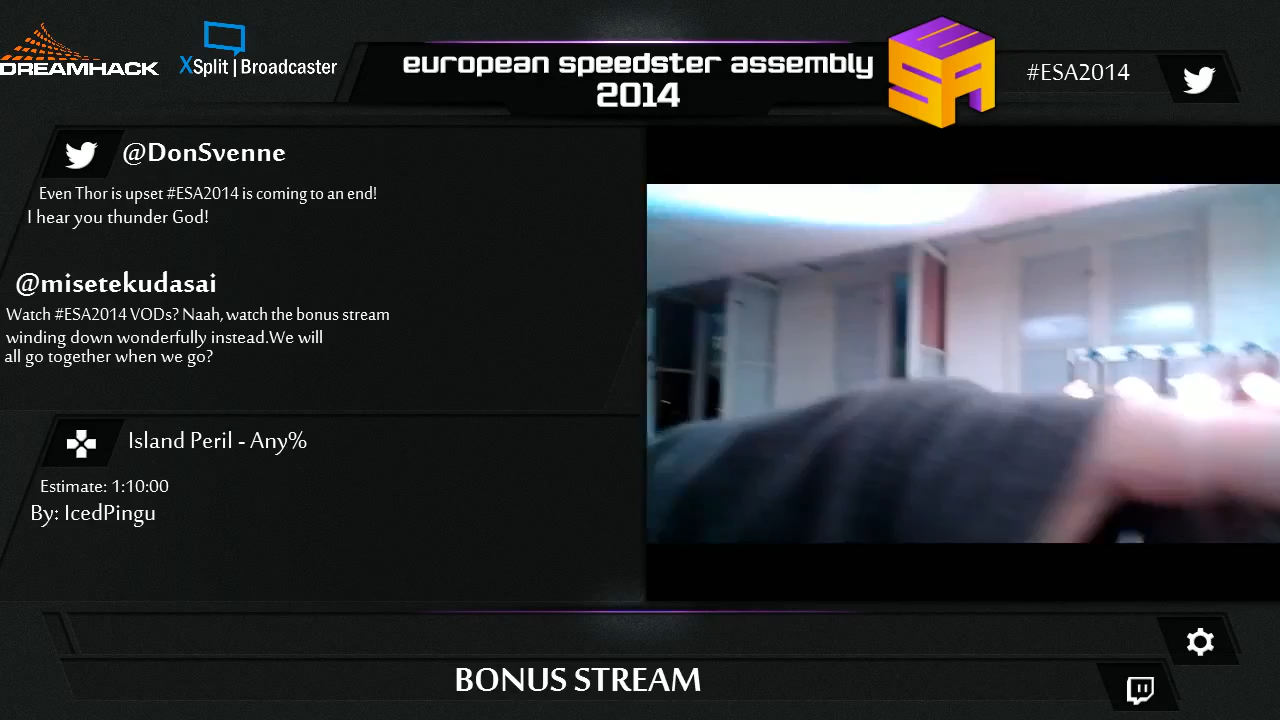 DREAMHACK
XSplit | Broadcaster
european speedster assembly
2014
SA
#ESA2014
@DonSvenne
Even Thor is upset #ESA2014 is coming to an end!
I hear you thunder God!
@misetekudasai
Watch #ESA2014 VODs? Naah, watch the bonus stream
winding down wonderfully instead.We will
all go together when we go?
Island Peril - Any%
Estimate: 1:10:00
By: IcedPingu
BONUS STREAM